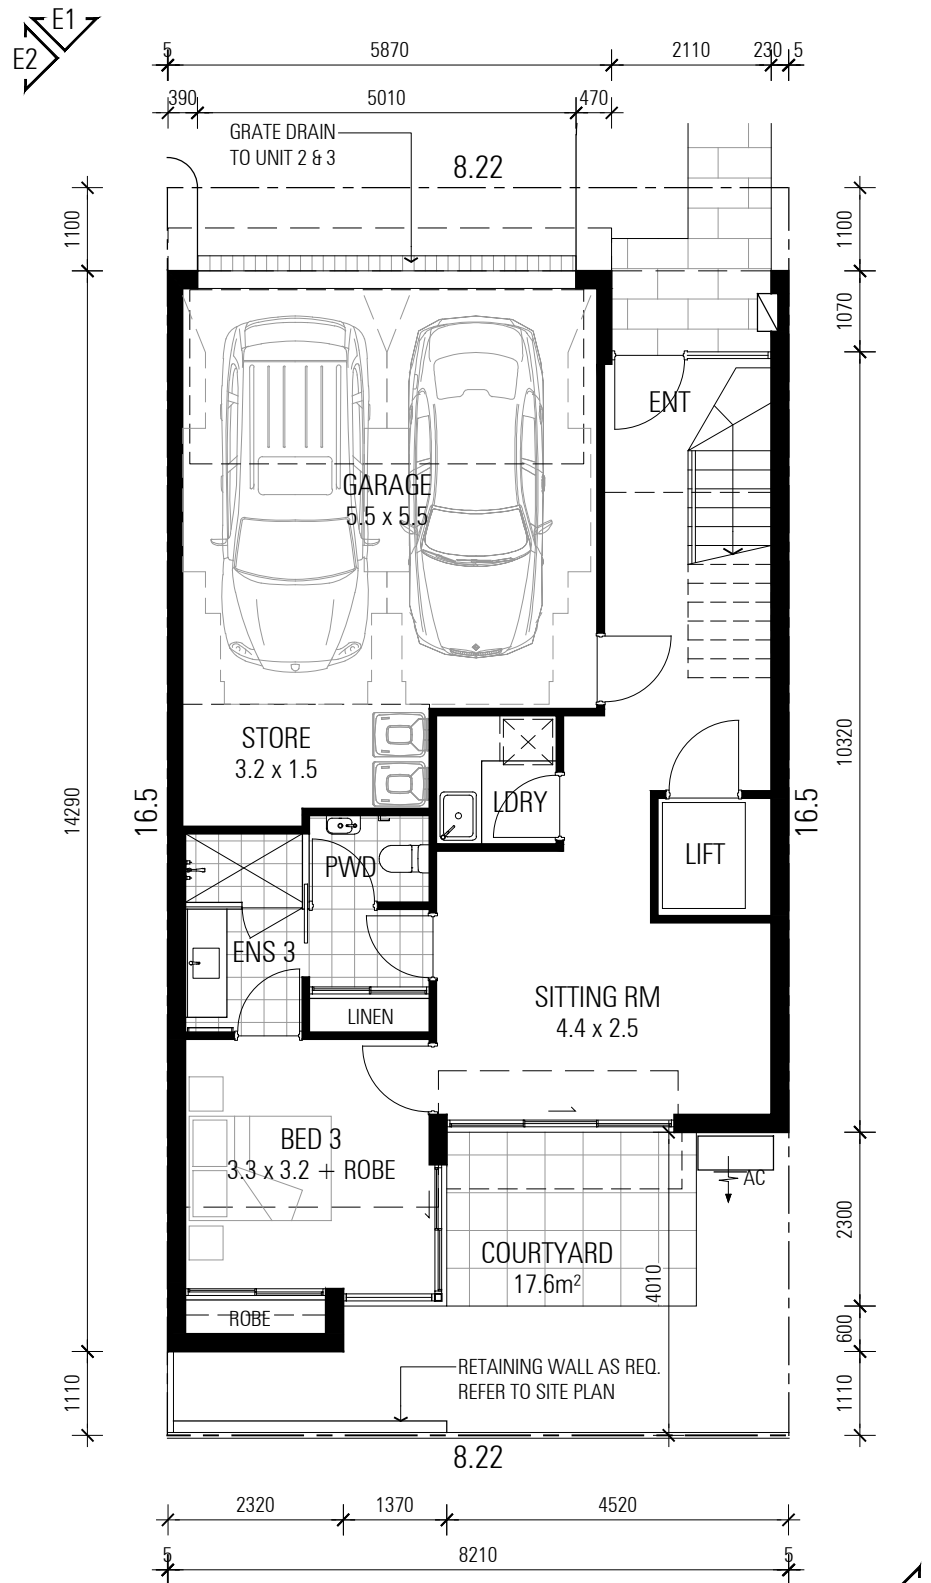 E1
E2
5
5870
2110
230
5
390
5010
470
GRATE DRAIN
TO UNIT 2 & 3
8.22
1100
1100
1070
ENT
GARAGE
5.5 x 5.5
STORE
3.2 x 1.5
10320
14290
16.5
16.5
LDRY
LIFT
PWD
ENS 3
SITTING RM
4.4 x 2.5
LINEN
BED 3
3.3 x 3.2 + ROBE
AC
2300
COURTYARD
17.6m²
4010
ROBE
600
RETAINING WALL AS REQ.
REFER TO SITE PLAN
1110
1110
8.22
2320
1370
4520
5
8210
5